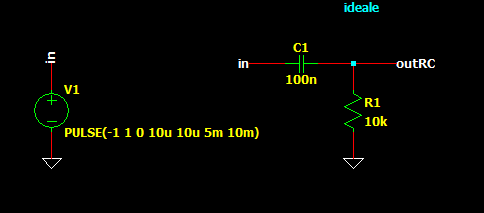 ideale
in
C1
in
outRC
100n
V1
R1
10k
PULSE(-1 1 0 10u 10u 5m 10m)